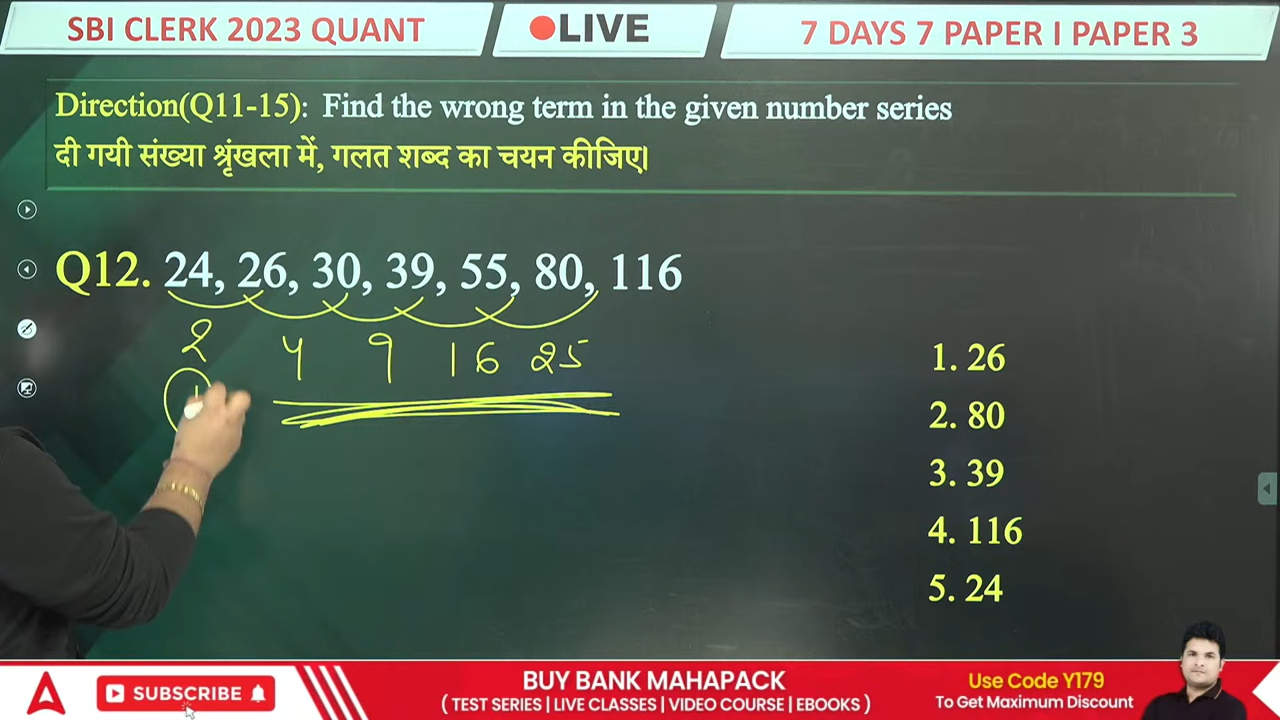 SBI CLERK 2023 QUANT
LIVE
7 DAYS 7 PAPER I PAPER 3
Direction(Q11-15): Find the wrong term in the given number series
दी गयी संख्या श्रृंखला में, गलत शब्द का चयन कीजिए।
Q12. 24, 26, 30, 39, 55, 80, 116
2 4 9 16 25
1. 26
2. 80
3. 39
4. 116
5. 24
SUBSCRIBE
BUY BANK MAHAPACK
( TEST SERIES | LIVE CLASSES | VIDEO COURSE | EBOOKS )
Use Code Y179
To Get Maximum Discount